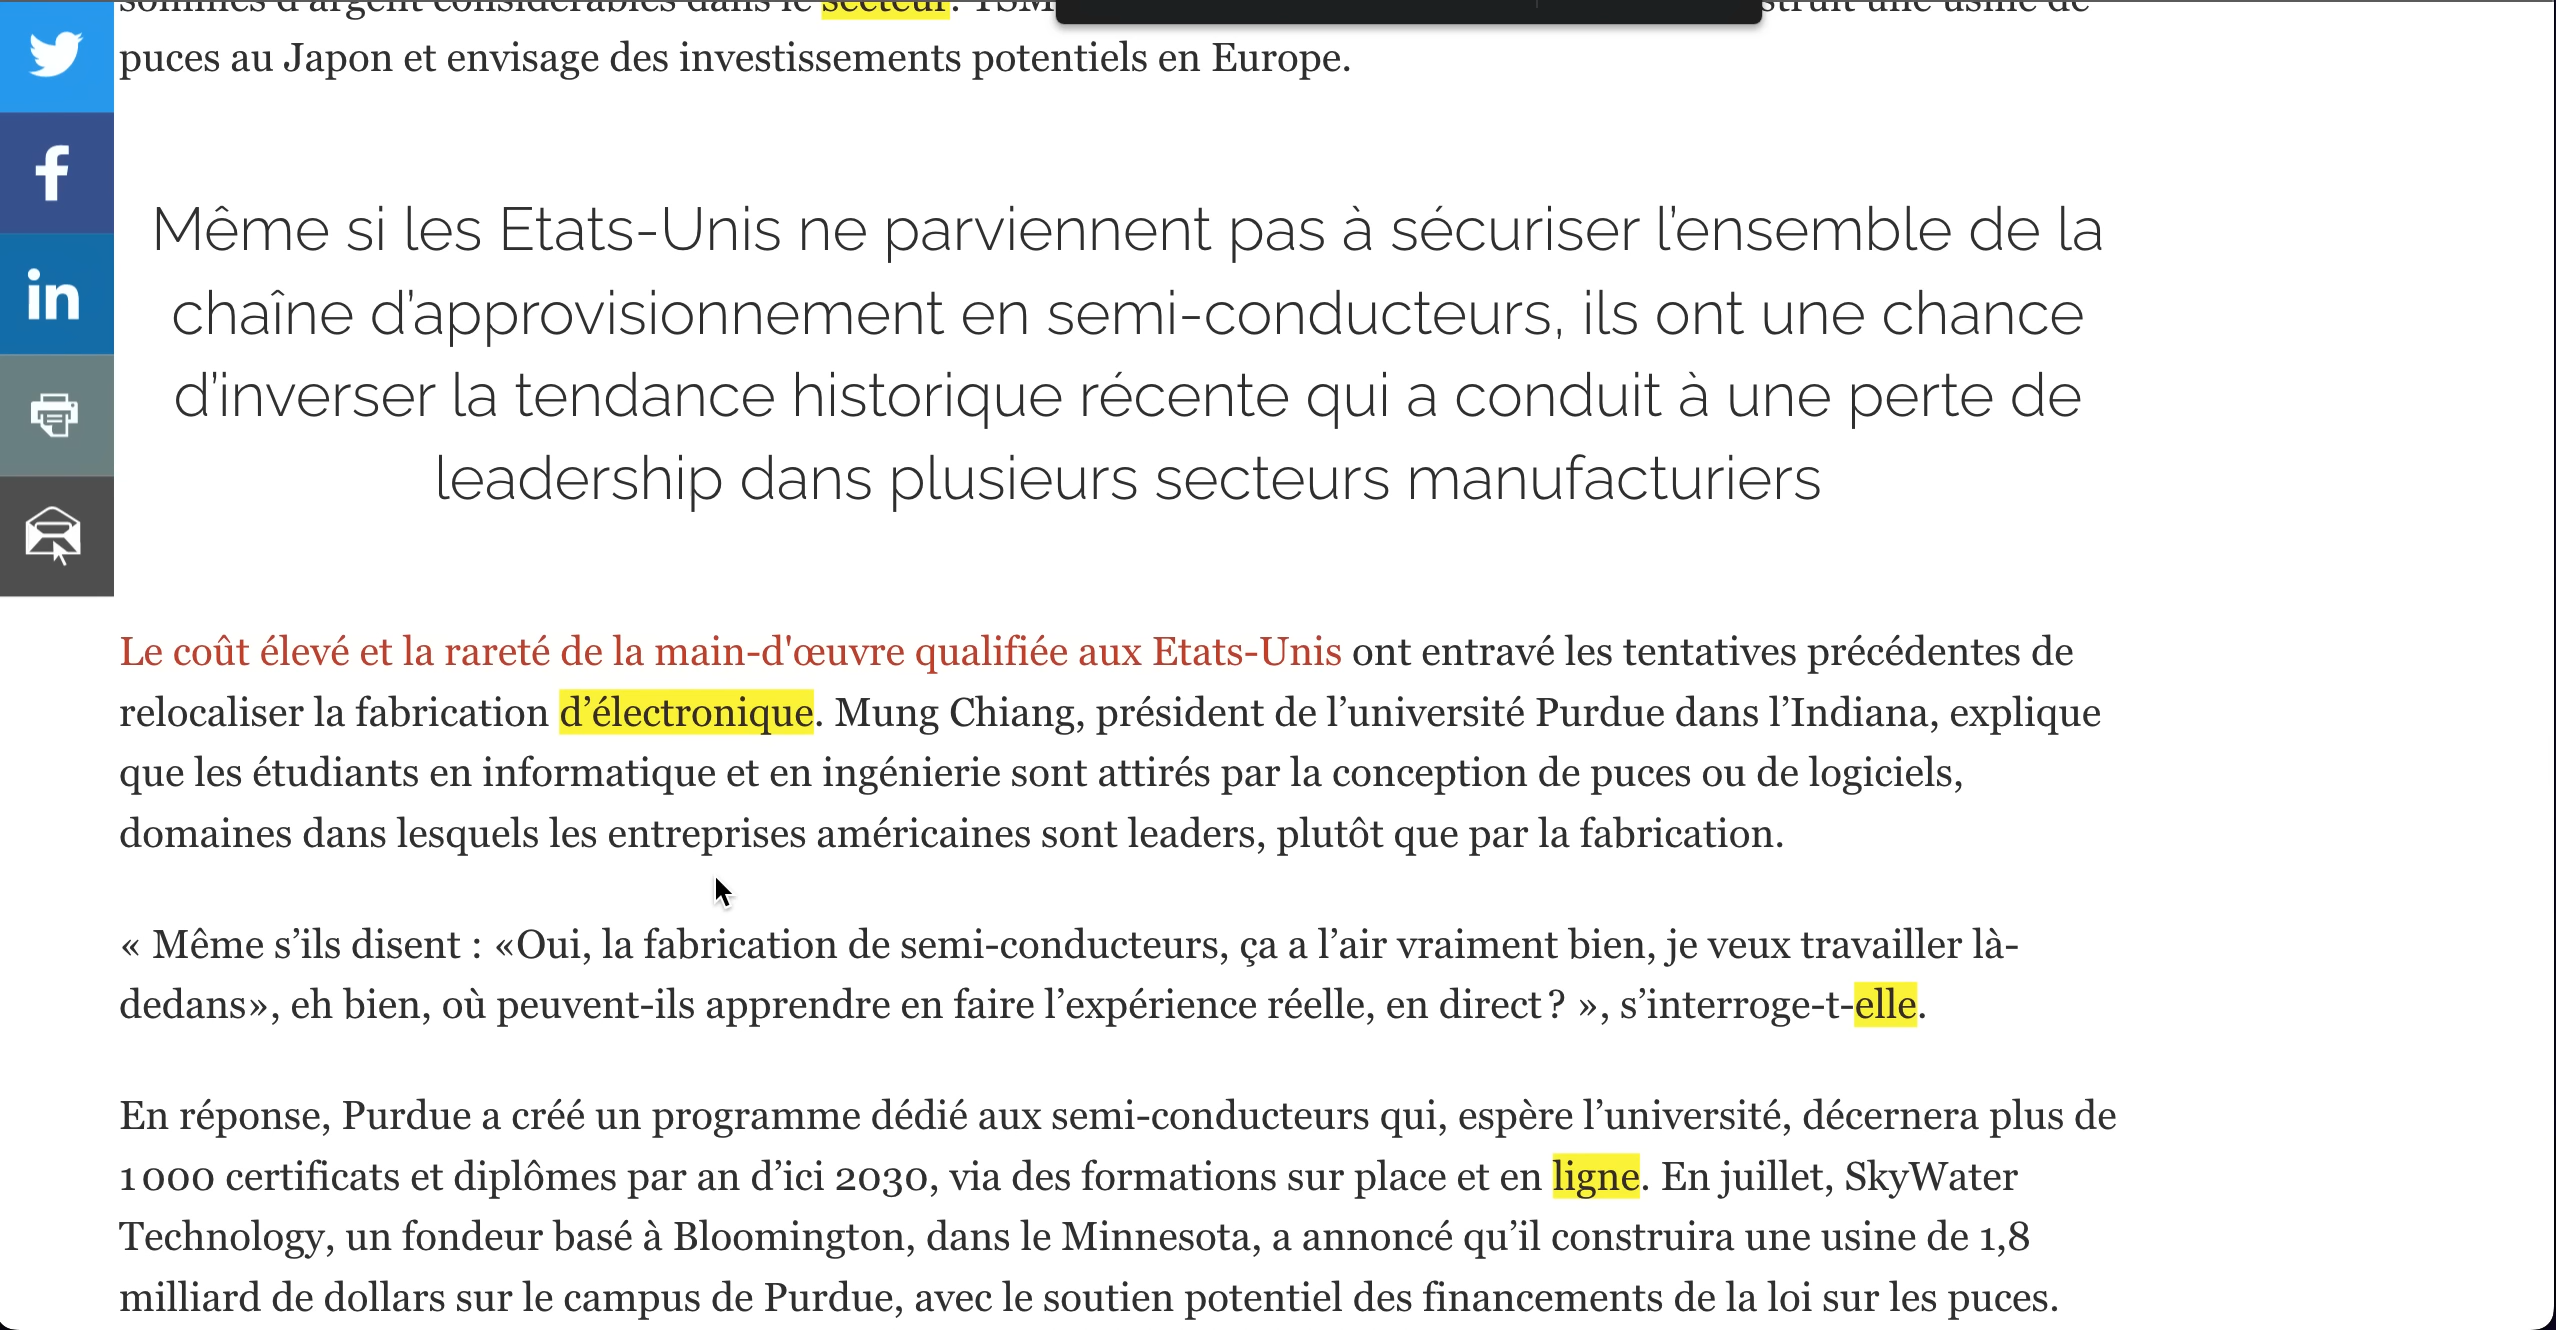 sommes d'argent considérables dans le secteur. TSM struit une usine de
puces au Japon et envisage des investissements potentiels en Europe.
Même si les Etats-Unis ne parviennent pas à sécuriser l’ensemble de la
chaîne d’approvisionnement en semi-conducteurs, ils ont une chance
d’inverser la tendance historique récente qui a conduit à une perte de
leadership dans plusieurs secteurs manufacturiers
Le coût élevé et la rareté de la main-d'œuvre qualifiée aux Etats-Unis ont entravé les tentatives précédentes de
relocaliser la fabrication d’électronique. Mung Chiang, président de l’université Purdue dans l’Indiana, explique
que les étudiants en informatique et en ingénierie sont attirés par la conception de puces ou de logiciels,
domaines dans lesquels les entreprises américaines sont leaders, plutôt que par la fabrication.
« Même s’ils disent : «Oui, la fabrication de semi-conducteurs, ça a l’air vraiment bien, je veux travailler là-
dedans», eh bien, où peuvent-ils apprendre en faire l’expérience réelle, en direct ? », s’interroge-t-elle.
En réponse, Purdue a créé un programme dédié aux semi-conducteurs qui, espère l’université, décernera plus de
1 000 certificats et diplômes par an d’ici 2030, via des formations sur place et en ligne. En juillet, SkyWater
Technology, un fondeur basé à Bloomington, dans le Minnesota, a annoncé qu’il construira une usine de 1,8
milliard de dollars sur le campus de Purdue, avec le soutien potentiel des financements de la loi sur les puces.